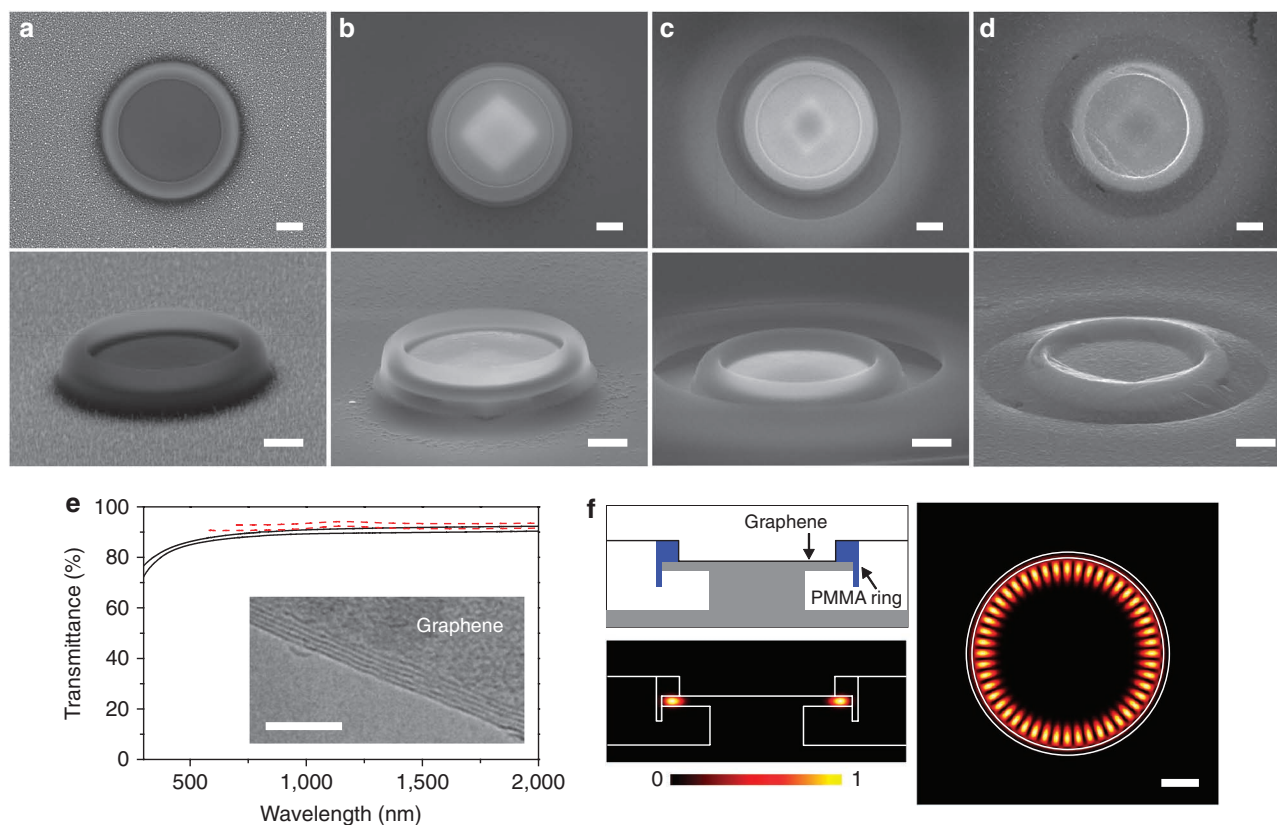 a
b
c
d
e
100
80
60
40
20
0
Transmittance (%)
Graphene
500
1,000
1,500
2,000
Wavelength (nm)
f
Graphene
PMMA ring
0
1